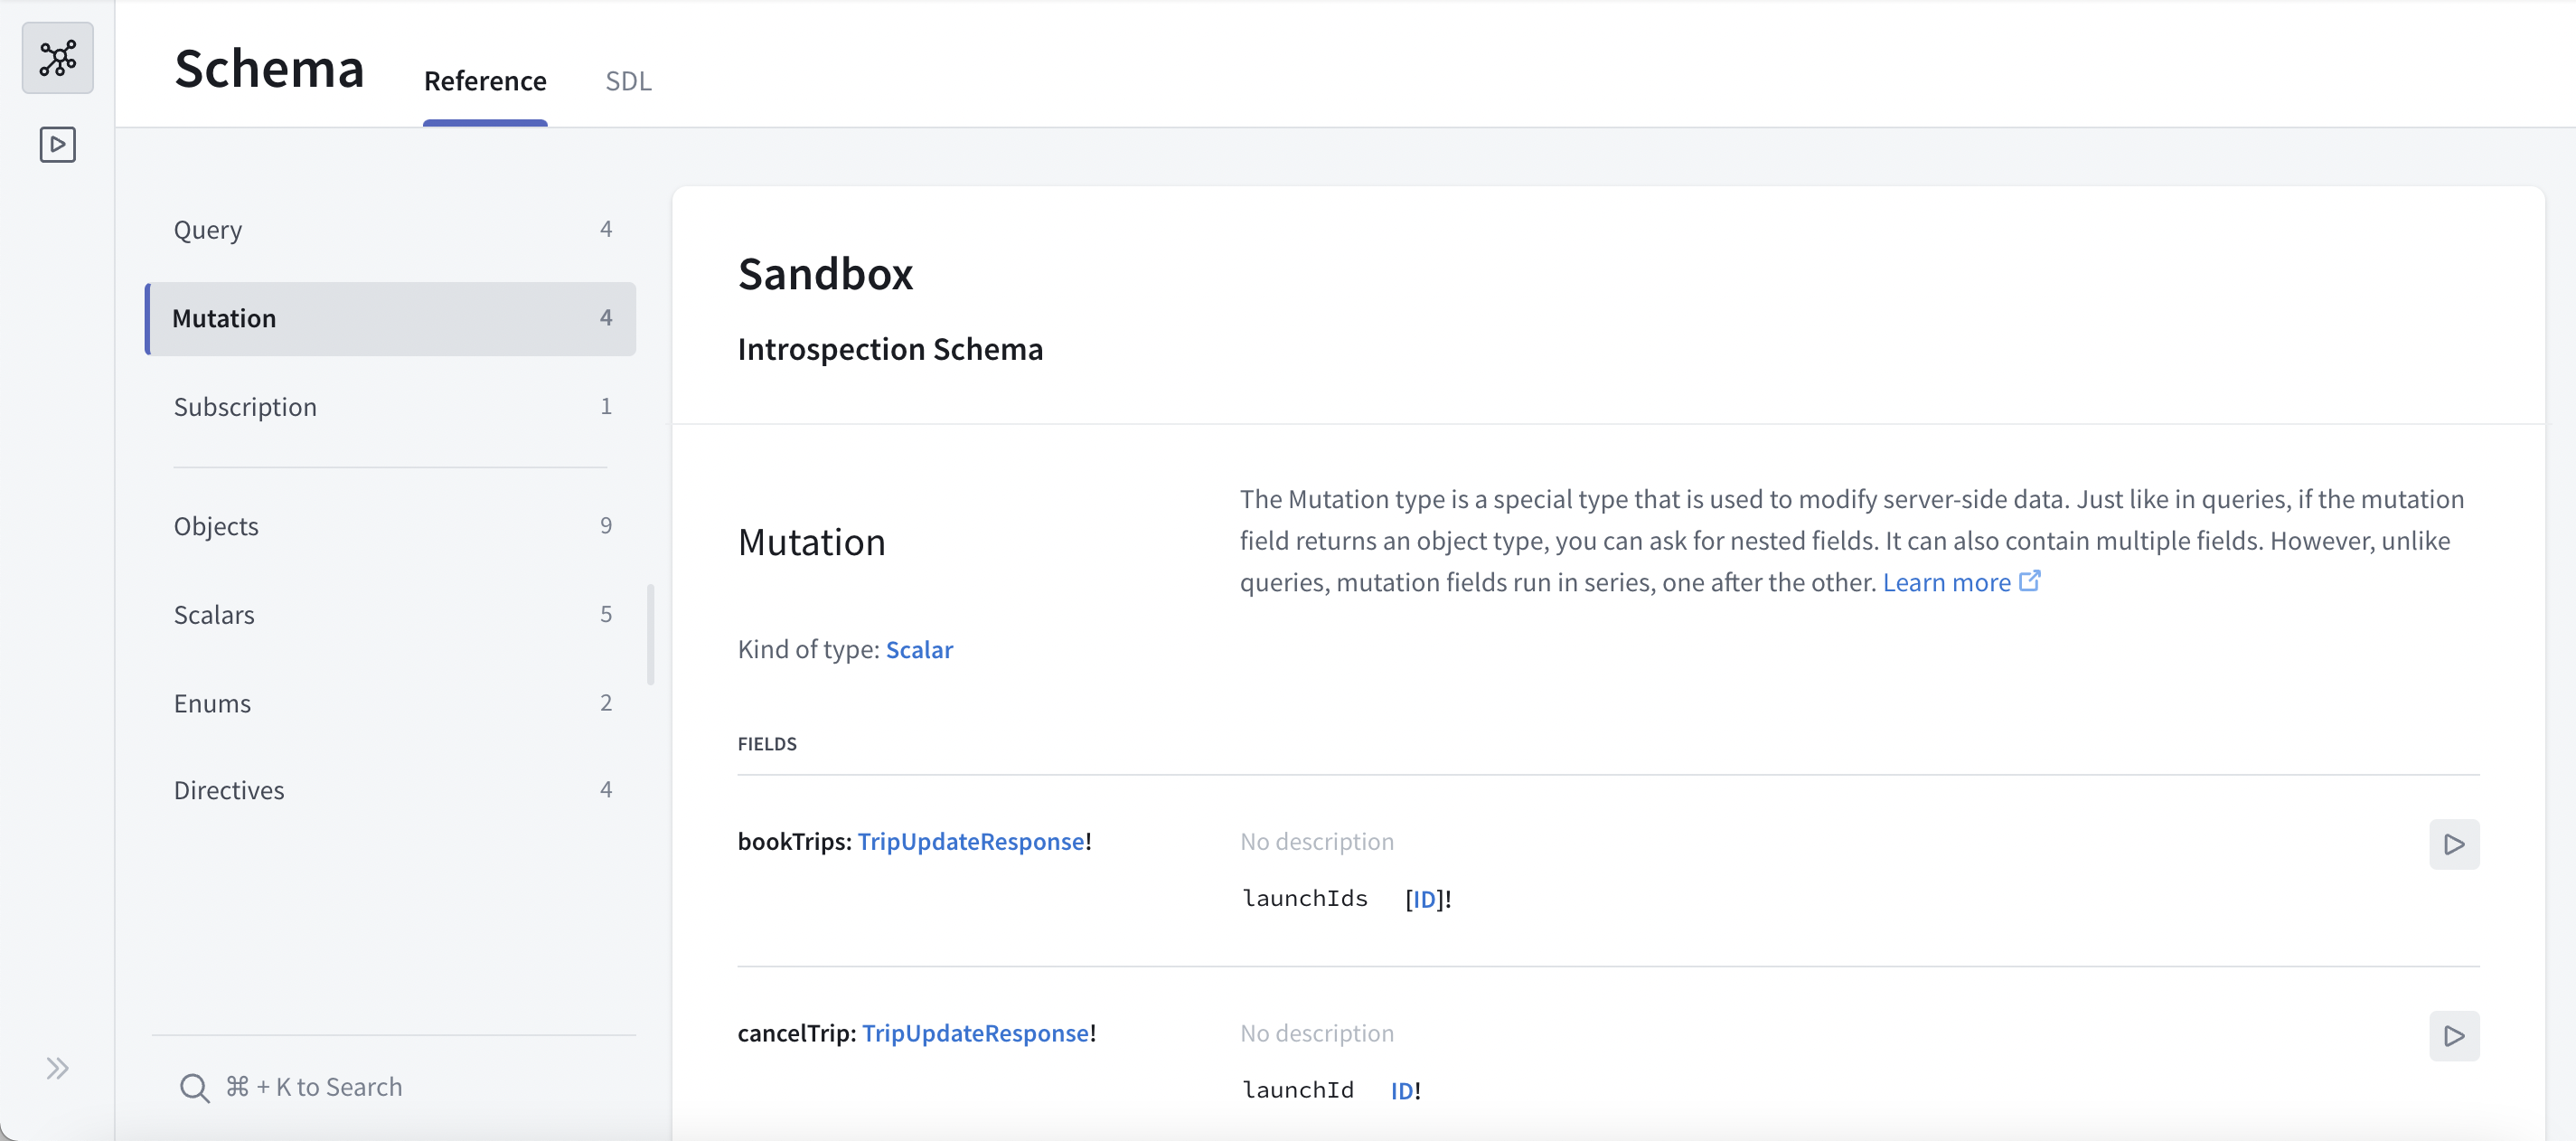 Schema
Reference
SDL
Query 4
Mutation 4
Subscription 1
Objects 9
Scalars 5
Enums 2
Directives 4
⌘ + K to Search
Sandbox
Introspection Schema
Mutation
The Mutation type is a special type that is used to modify server-side data. Just like in queries, if the mutation
field returns an object type, you can ask for nested fields. It can also contain multiple fields. However, unlike
queries, mutation fields run in series, one after the other. Learn more
Kind of type: Scalar
FIELDS
bookTrips: TripUpdateResponse!
No description
launchIds [ID]!
cancelTrip: TripUpdateResponse!
No description
launchId ID!